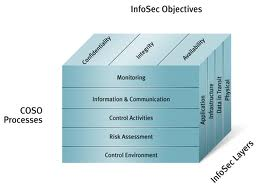 InfoSec Objectives
Confidentiality
Integrity
Availability
COSO
Processes
Monitoring
Information & Communication
Control Activities
Risk Assessment
Control Environment
Application
Infrastructure
Data in Transit
Physical
InfoSec Layers